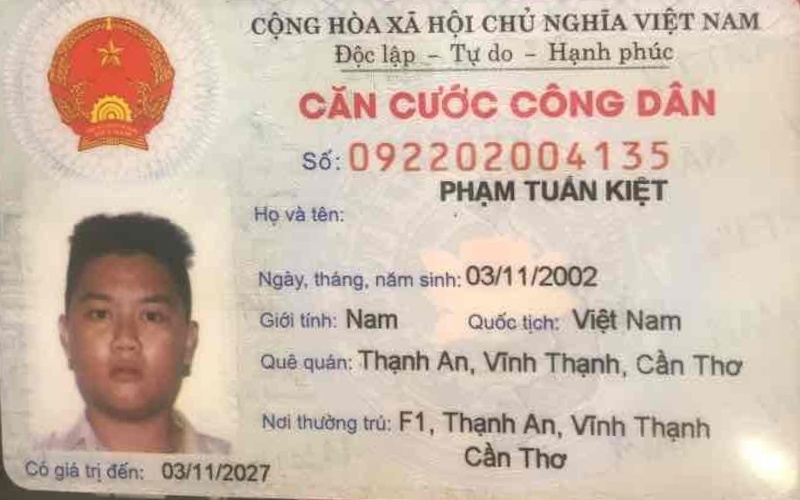 CỘNG HÒA XÃ HỘI CHỦ NGHĨA VIỆT NAM
Độc lập – Tự do – Hạnh phúc
CĂN CƯỚC CÔNG DÂN
Số: 092202004135
PHẠM TUẤN KIỆT
Họ và tên:
Ngày, tháng, năm sinh: 03/11/2002
Giới tính: Nam Quốc tịch: Việt Nam
Quê quán: Thạnh An, Vĩnh Thạnh, Cần Thơ
Nơi thường trú: F1, Thạnh An, Vĩnh Thạnh
Cần Thơ
Có giá trị đến: 03/11/2027